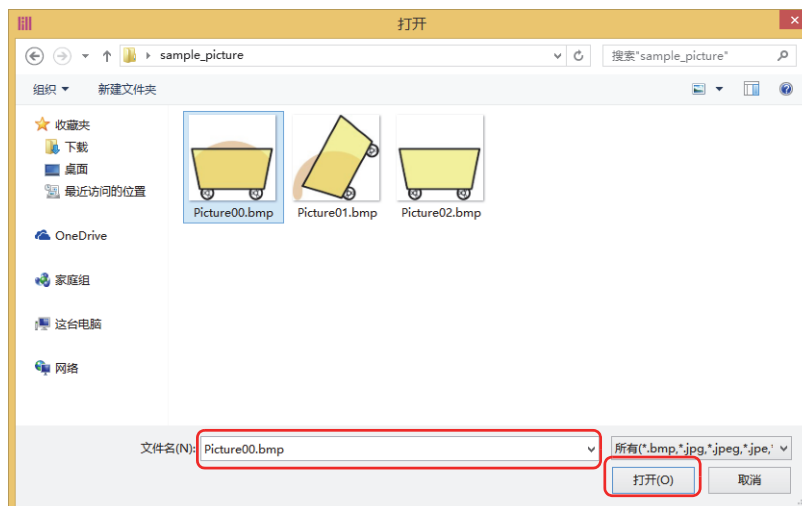 打开
sample_picture
搜索"sample_picture"
组织
新建文件夹
收藏夹
下载
桌面
最近访问的位置
OneDrive
家庭组
这台电脑
网络
Picture00.bmp
Picture01.bmp
Picture02.bmp
文件名(N):
Picture00.bmp
所有(*.bmp,*.jpg,*.jpeg,*.jpe,*
打开(O)
取消